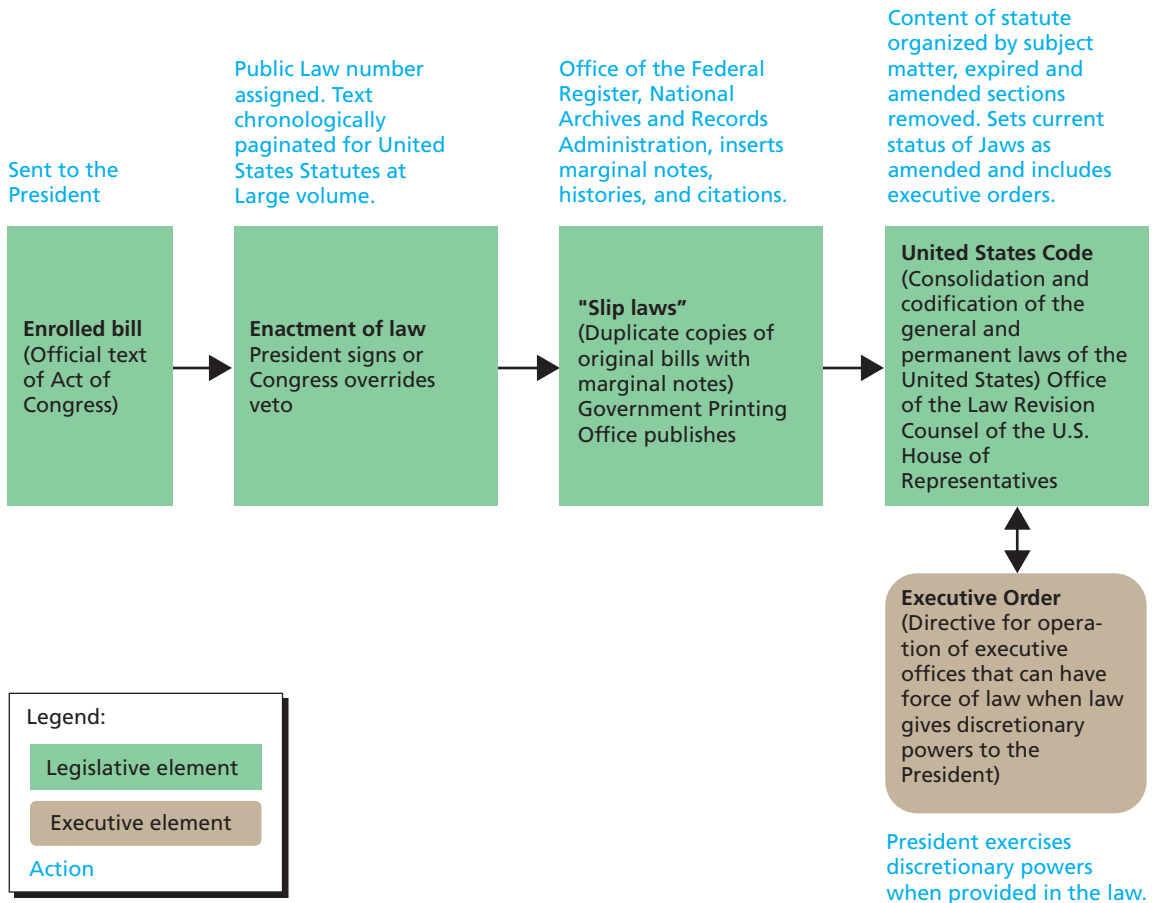 Sent to the
President
Public Law number
assigned. Text
chronologically
paginated for United
States Statutes at
Large volume.
Office of the Federal
Register, National
Archives and Records
Administration, inserts
marginal notes,
histories, and citations.
Content of statute
organized by subject
matter, expired and
amended sections
removed. Sets current
status of Jaws as
amended and includes
executive orders.
Enrolled bill
(Official text
of Act of
Congress)
Enactment of law
President signs or
Congress overrides
veto
"Slip laws”
(Duplicate copies of
original bills with
marginal notes)
Government Printing
Office publishes
United States Code
(Consolidation and
codification of the
general and
permanent laws of the
United States) Office
of the Law Revision
Counsel of the U.S.
House of
Representatives
Executive Order
(Directive for opera-
tion of executive
offices that can have
force of law when law
gives discretionary
powers to the
President)
President exercises
discretionary powers
when provided in the law.
Legend:
Legislative element
Executive element
Action